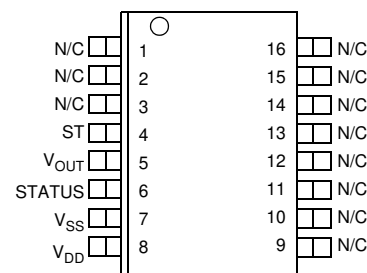 N/C 1 16 N/C
N/C 2 15 N/C
N/C 3 14 N/C
ST 4 13 N/C
VOUT 5 12 N/C
STATUS 6 11 N/C
VSS 7 10 N/C
VDD 8 9 N/C